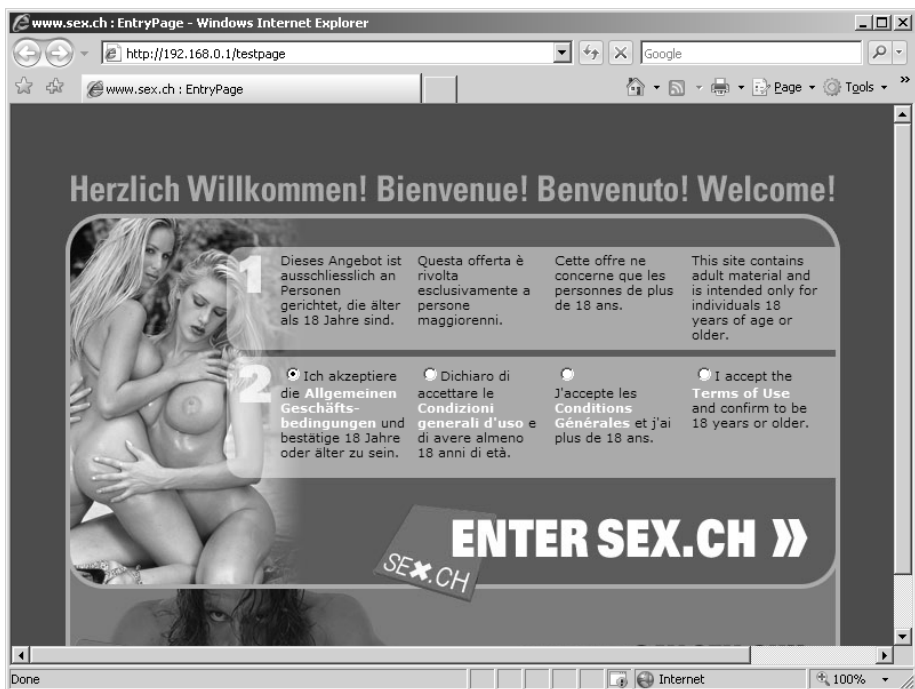 www.sex.ch : EntryPage - Windows Internet Explorer
http://192.168.0.1/testpage
Google
www.sex.ch : EntryPage
Page
Tools
Herzlich Willkommen! Bienvenue! Benvenuto! Welcome!
1
Dieses Angebot ist
ausschliesslich an
Personen
gerichtet, die älter
als 18 Jahre sind.
Questa offerta è
rivolta
esclusivamente a
persone
maggiorenni.
Cette offre ne
concerne que les
personnes de plus
de 18 ans.
This site contains
adult material and
is intended only for
individuals 18
years of age or
older.
2
Ich akzeptiere
die Allgemeinen
Geschäfts-
bedingungen und
bestätige 18 Jahre
oder älter zu sein.
Dichiaro di
accettare le
Condizioni
generali d'uso e
di avere almeno
18 anni di età.
J'accepte les
Conditions
Générales et j'ai
plus de 18 ans.
I accept the
Terms of Use
and confirm to be
18 years or older.
ENTER SEX.CH »
SEX.CH
Done
Internet
100%